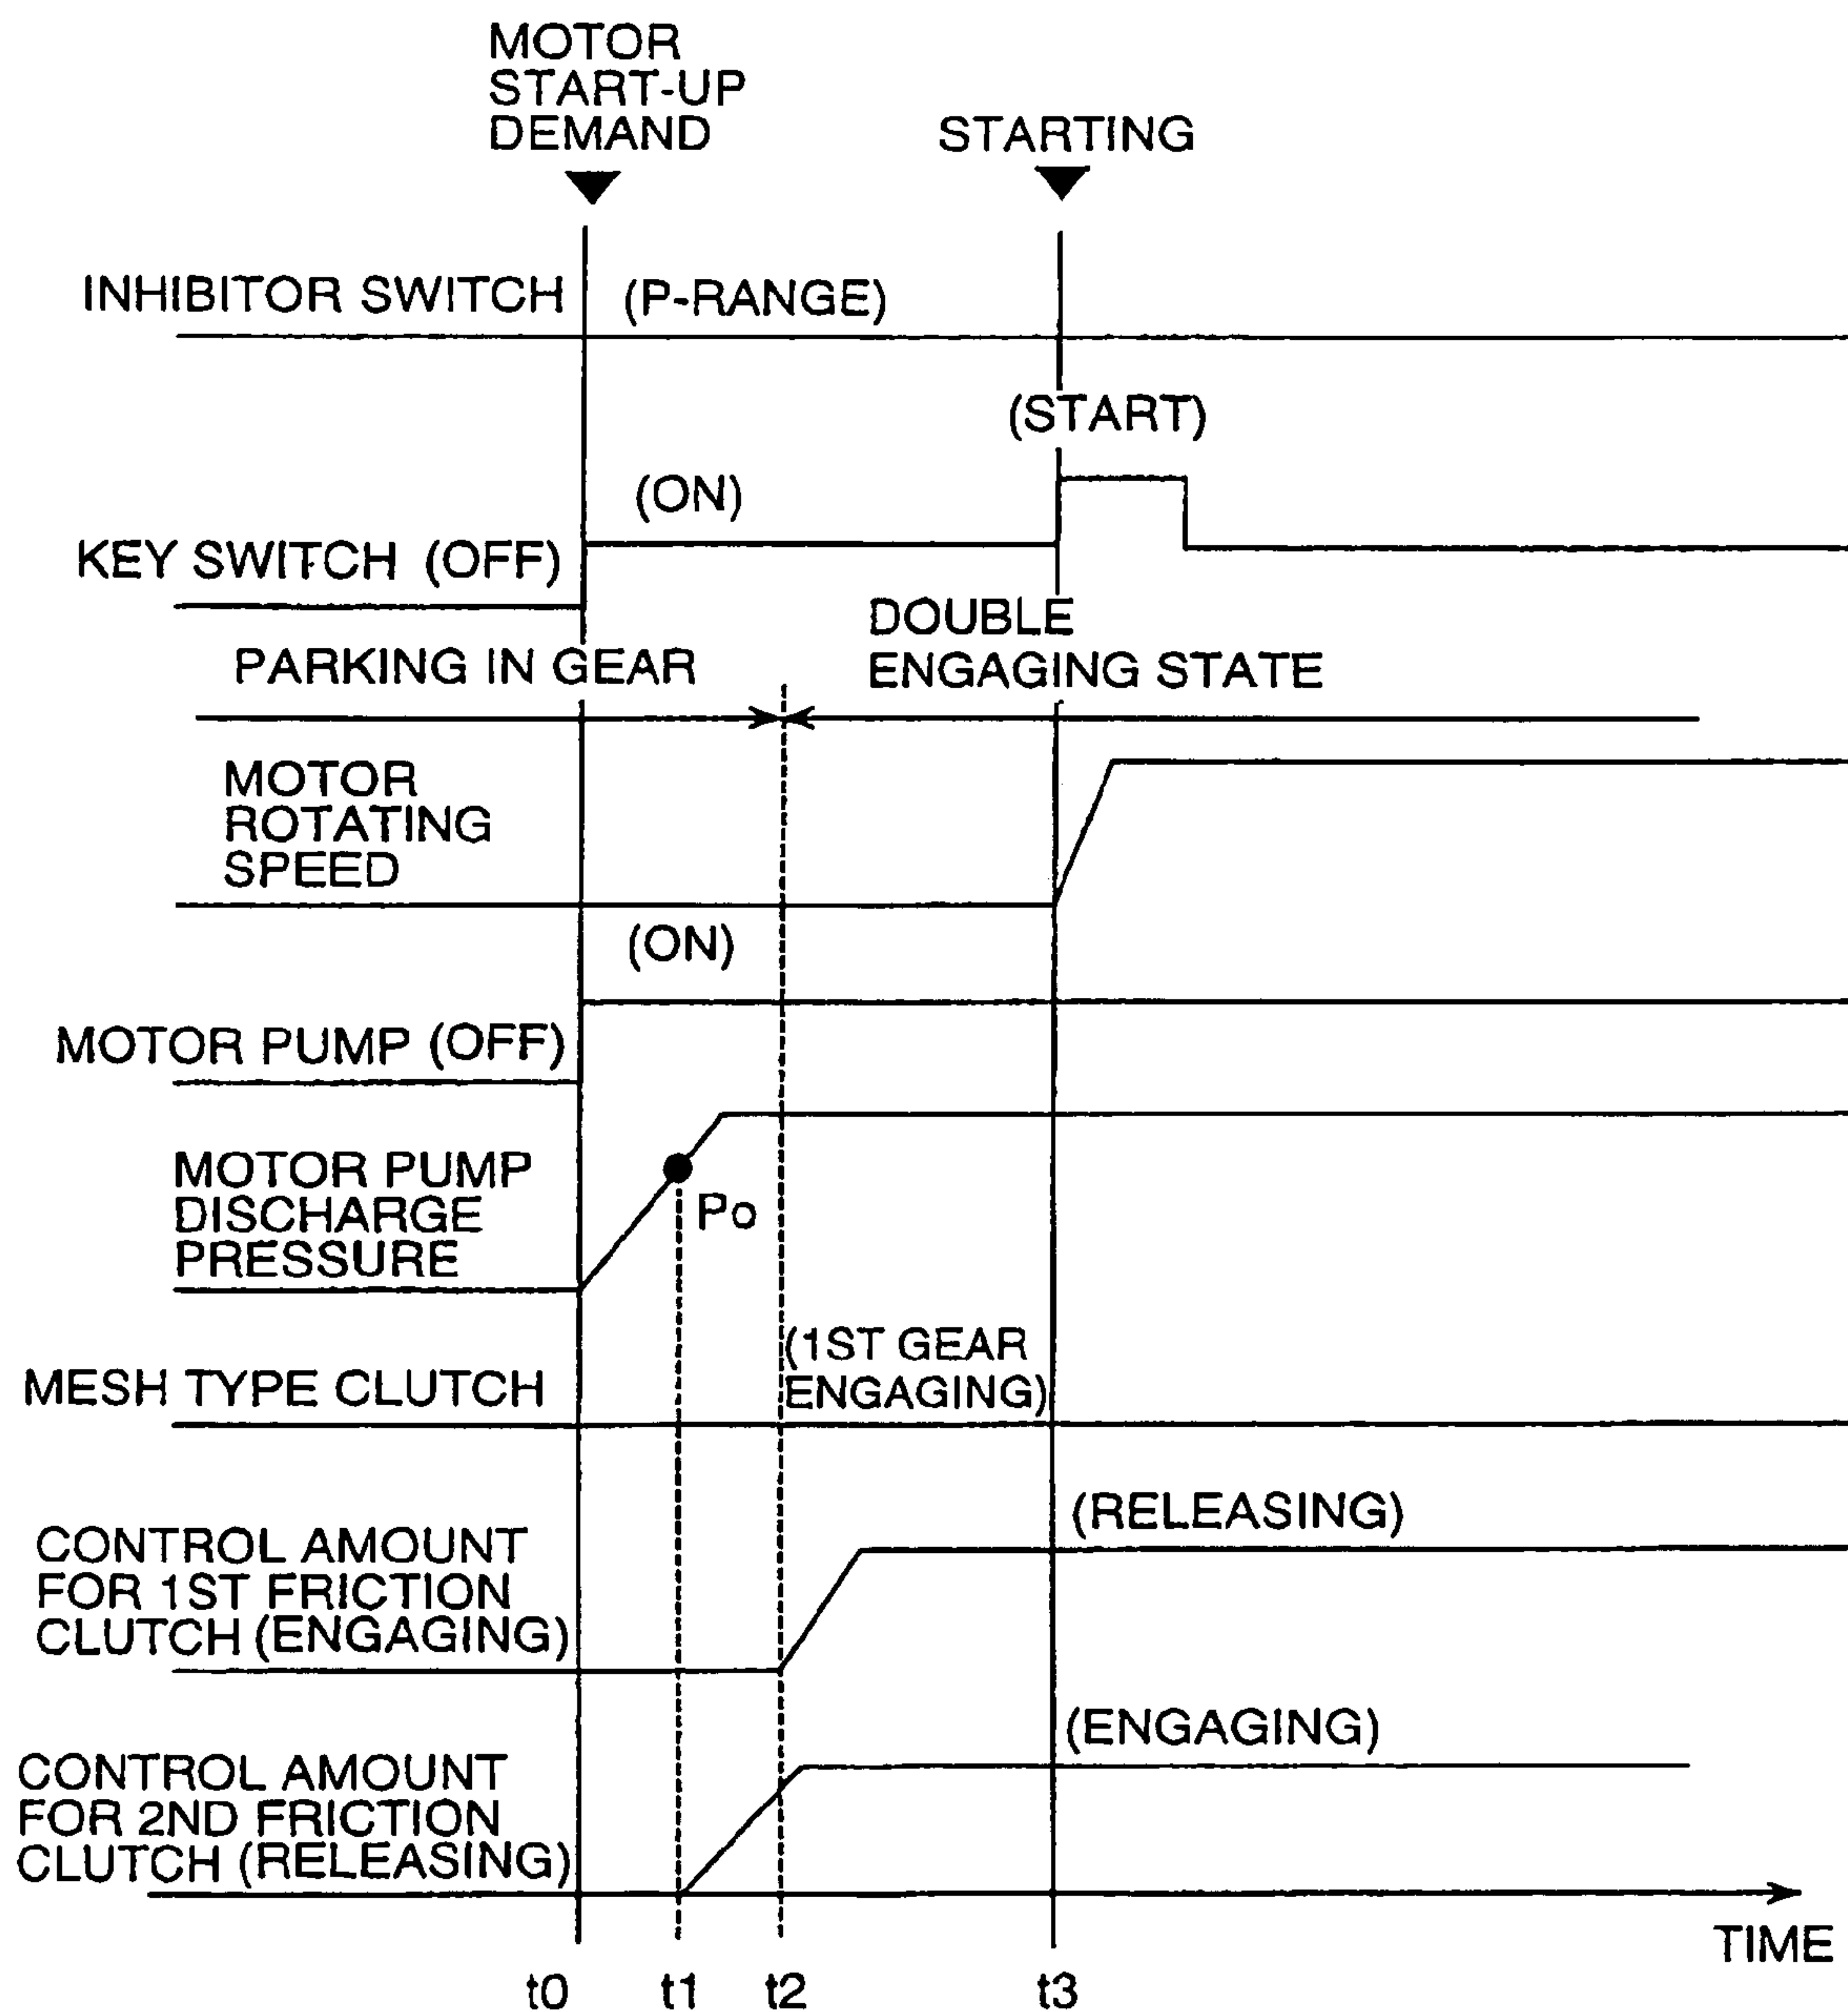 MOTOR
START-UP
DEMAND
STARTING
INHIBITOR SWITCH (P-RANGE)
(START)
(ON)
KEY SWITCH (OFF)
DOUBLE
ENGAGING STATE
PARKING IN GEAR
MOTOR
ROTATING
SPEED
(ON)
MOTOR PUMP (OFF)
MOTOR PUMP
DISCHARGE
PRESSURE
Po
(1ST GEAR
ENGAGING)
MESH TYPE CLUTCH
(RELEASING)
CONTROL AMOUNT
FOR 1ST FRICTION
CLUTCH (ENGAGING)
(ENGAGING)
CONTROL AMOUNT
FOR 2ND FRICTION
CLUTCH (RELEASING)
TIME
t0 t1 t2 t3